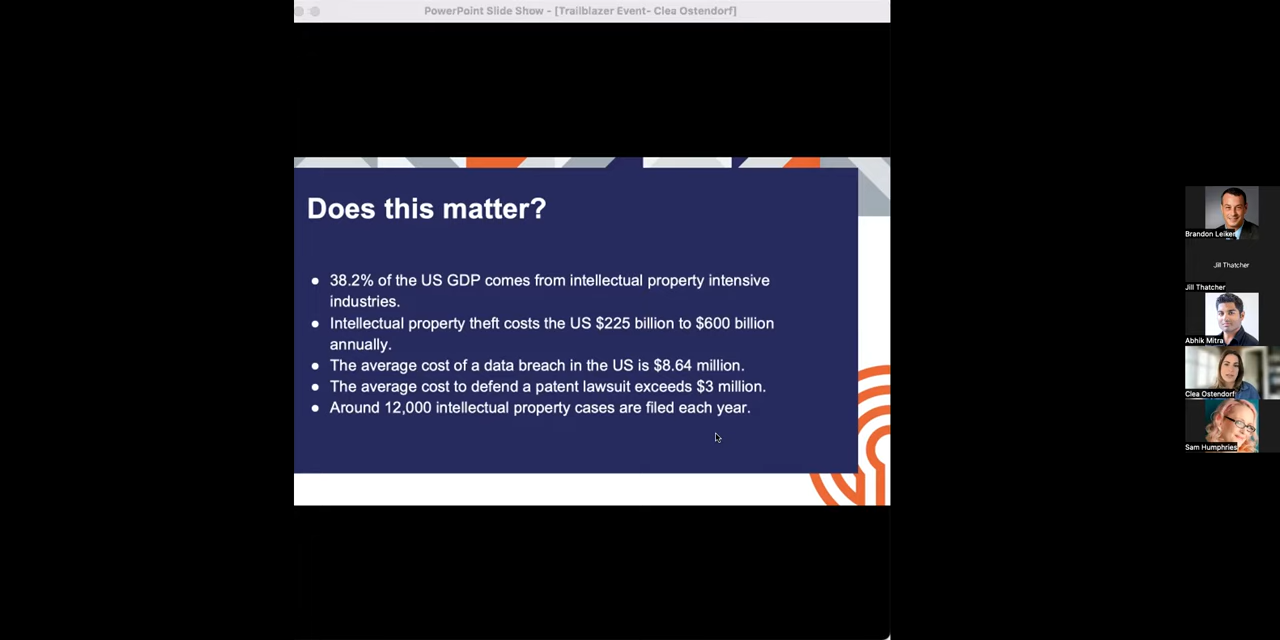 PowerPoint Slide Show - [Trailblazer Event- Clea Ostendorf]
Does this matter?
● 38.2% of the US GDP comes from intellectual property intensive
industries.
● Intellectual property theft costs the US $225 billion to $600 billion
annually.
● The average cost of a data breach in the US is $8.64 million.
● The average cost to defend a patent lawsuit exceeds $3 million.
● Around 12,000 intellectual property cases are filed each year.
Brandon Leiker
Jill Thatcher
Jill Thatcher
Abhik Mitra
Clea Ostendorf
Sam Humphries